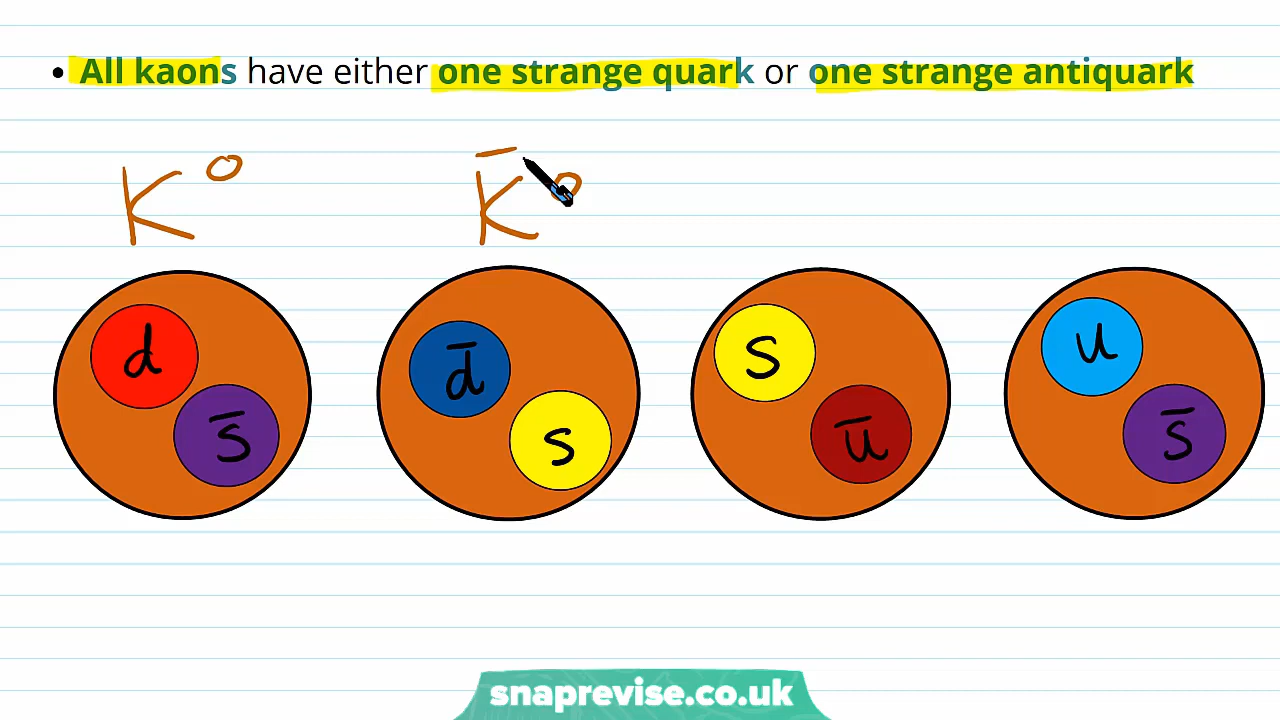 • All kaons have either one strange quark or one strange antiquark
K⁰ K̄⁰
d d̄ s u
s̄ s ū s̄
snaprevise.co.uk